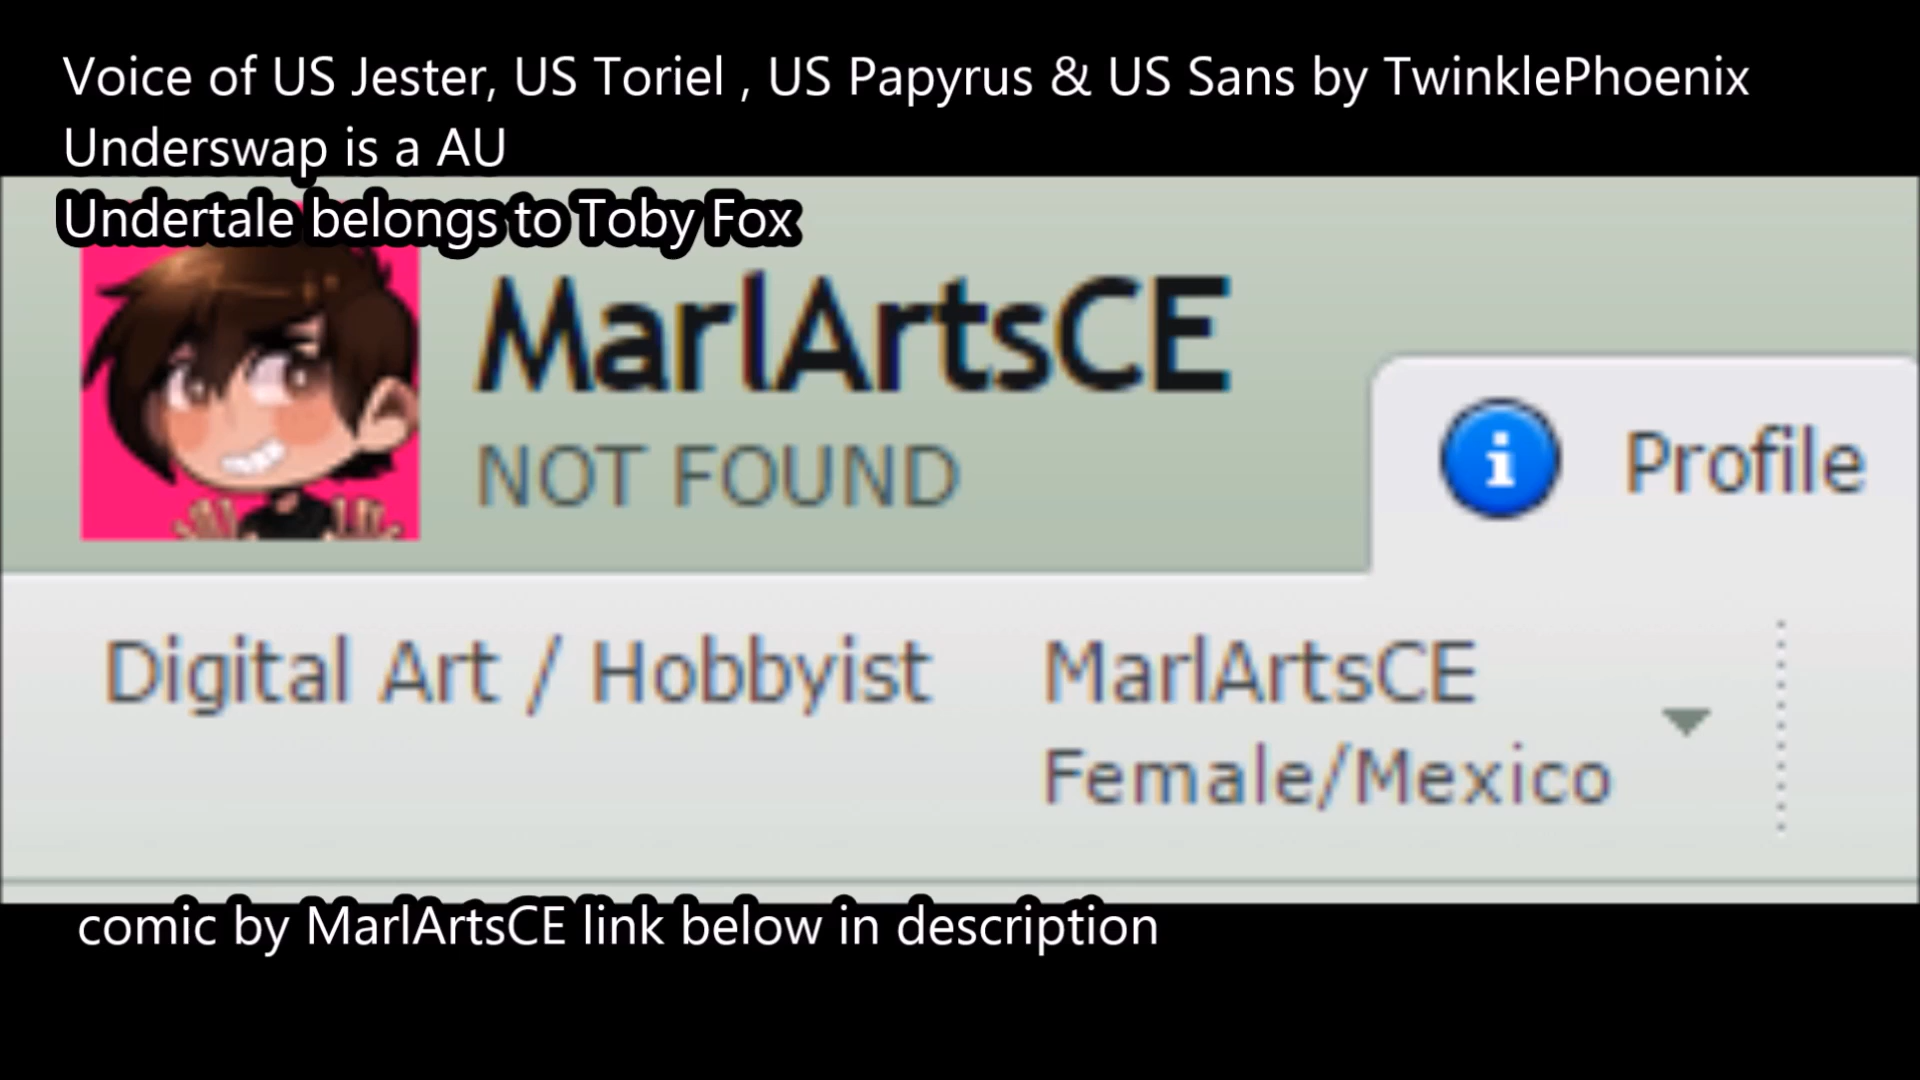 Voice of US Jester, US Toriel , US Papyrus & US Sans by TwinklePhoenix
Underswap is a AU
Undertale belongs to Toby Fox
MarlArtsCE
NOT FOUND
Profile
Digital Art / Hobbyist
MarlArtsCE
Female/Mexico
comic by MarlArtsCE link below in description